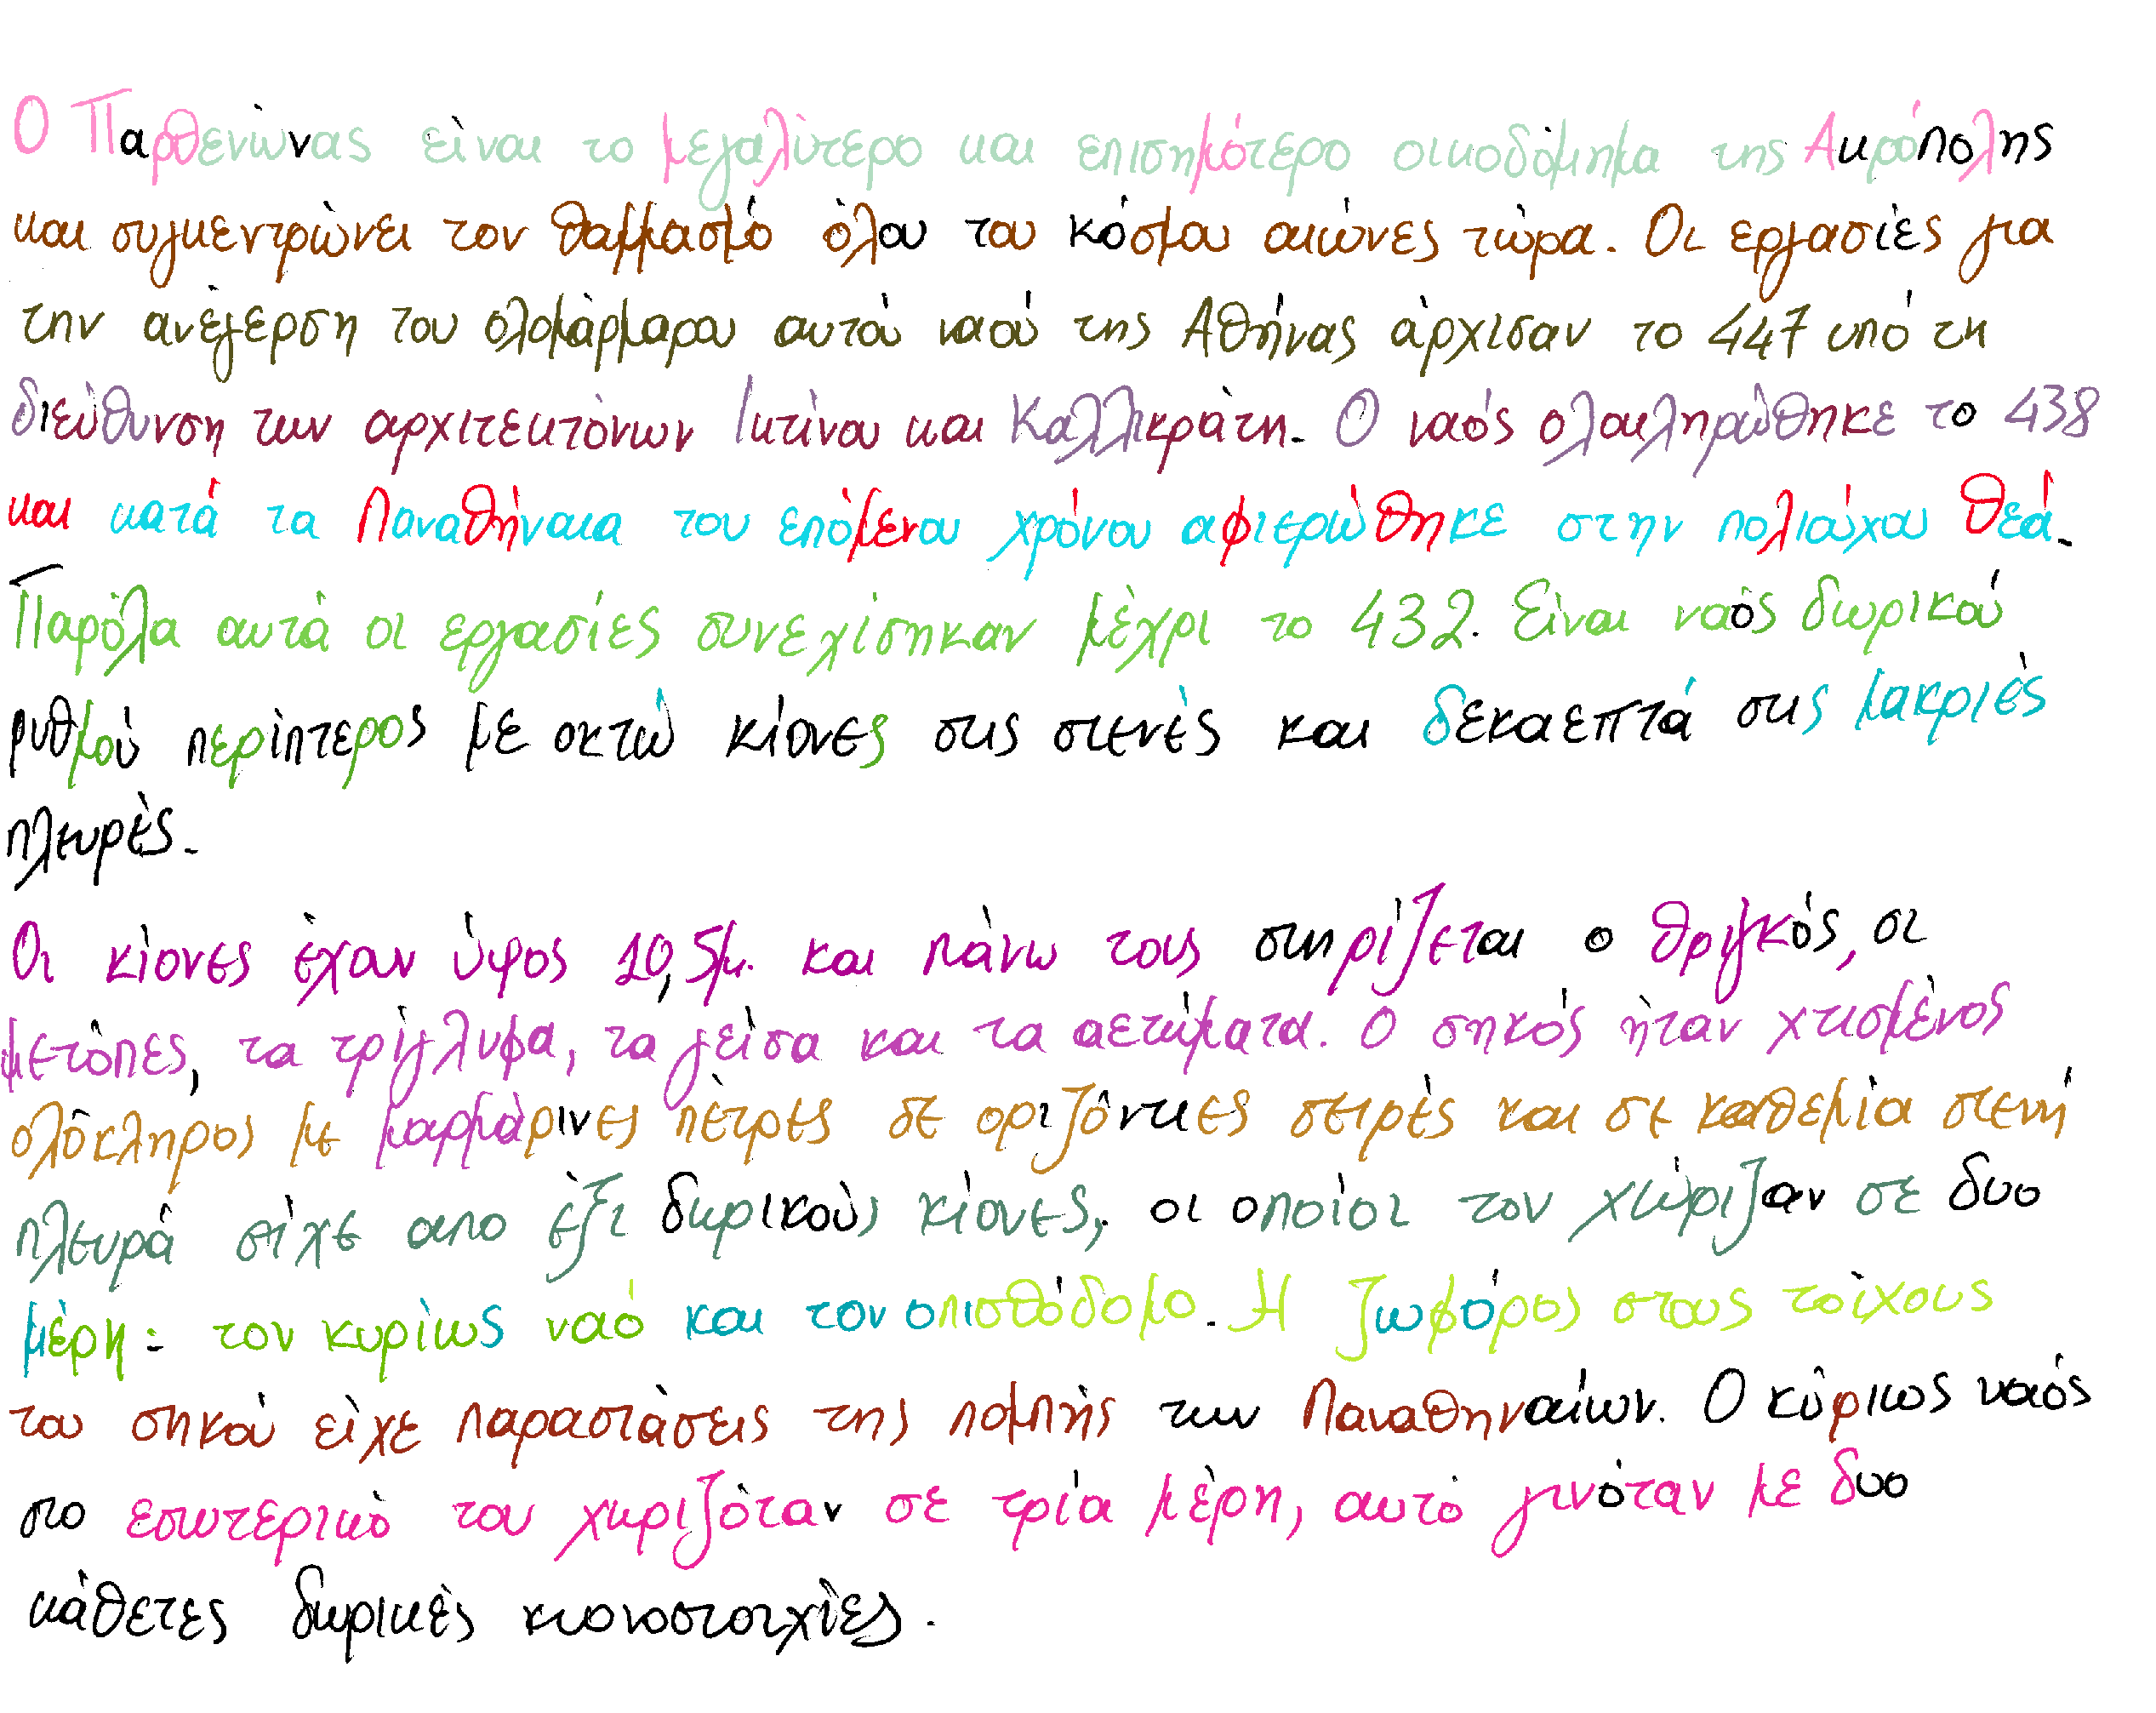 Ο Παρθενώνας είναι το μεγαλύτερο και επισημότερο οικοδόμημα της Ακρόπολης
και συγκεντρώνει τον θαμμασμό όλου του κόσμου αιώνες τώρα. Οι εργασίες για
την ανέγερση του ολομάρμαρου αυτού ναού της Αθήνας άρχισαν το 447 υπό τη
διεύθυνση των αρχιτεκτόνων Ικτίνου και Καλλικράτη. Ο ναός ολοκληρώθηκε το 438
και κατά τα Παναθήναια του επόμενου χρόνου αφιερώθηκε στην πολιούχου θεά.
Παρόλα αυτά οι εργασίες συνεχίσηκαν μέχρι το 432. Είναι ναός δωρικού
ρυθμού περίπτερος με οκτώ κίονες στις στενές και δεκαεπτά στις μακριές
πλευρές.
Οι κίονες έχουν ύψος 10,5μ. και πάνω τους στηρίζεται ο θριγκός, οι
μετόπες, τα τρίγλυφα, τα γείσα και τα αετώματα. Ο σηκός ήταν χτισμένος
ολόκληρος με μαρμάρινες πέτρες σε οριζόντιες σειρές και σε καθεμία στενή
πλευρά είχε απο έξι δωρικούς κίονες, οι οποίοι τον χώριζαν σε δυο
μέρη: τον κυρίως ναό και τον οπισθόδομο. Η ζωφόρος στους τοίχους
του σηκού είχε παραστάσεις της πομπής των Παναθηναίων. Ο κύριως ναός
στο εσωτερικό του χωριζόταν σε τρία μέρη, αυτό γινόταν με δυο
κάθετες δωρικές κιονοστοιχίες.